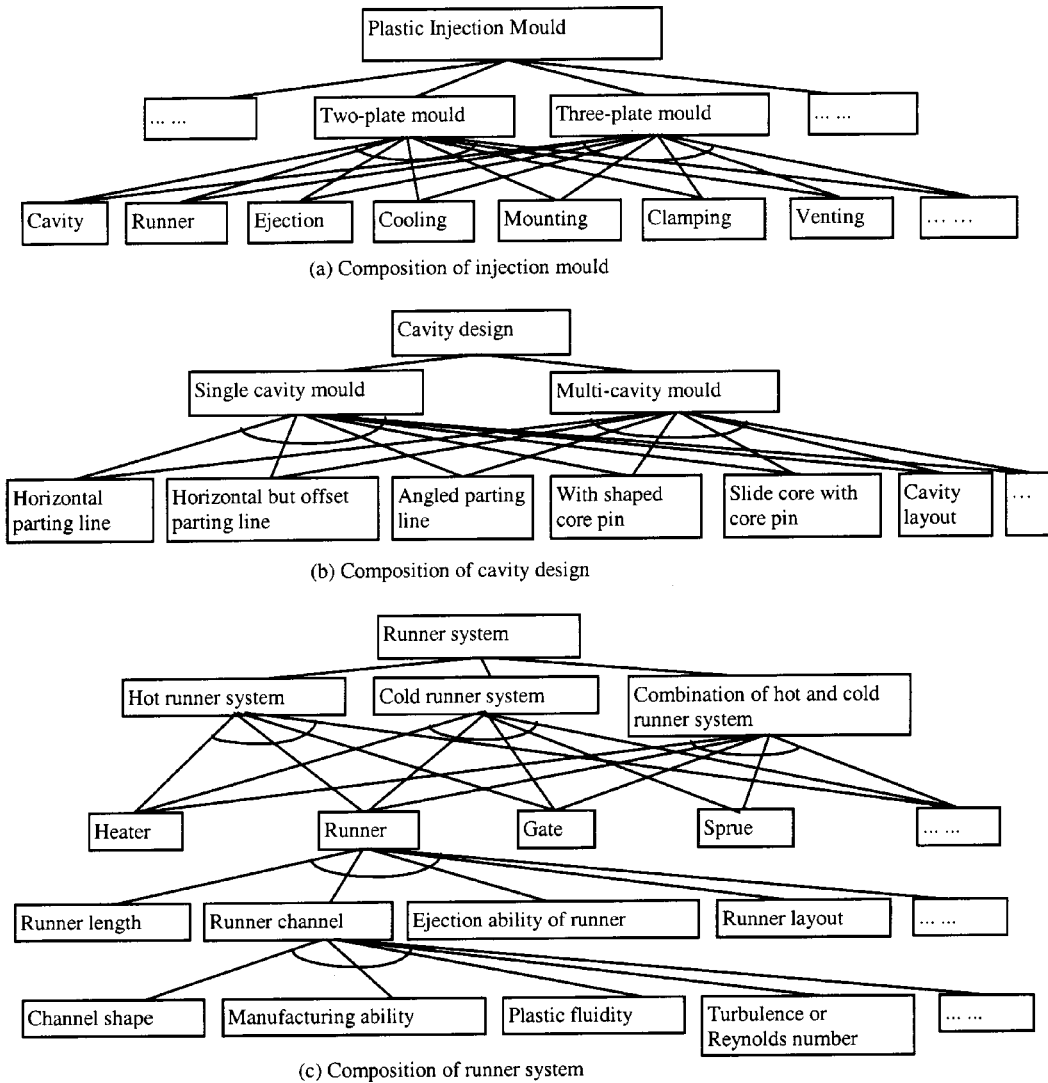 Plastic Injection Mould
... ...
Two-plate mould
Three-plate mould
... ...
Cavity
Runner
Ejection
Cooling
Mounting
Clamping
Venting
... ...
(a) Composition of injection mould
Cavity design
Single cavity mould
Multi-cavity mould
Horizontal
parting line
Horizontal but offset
parting line
Angled parting
line
With shaped
core pin
Slide core with
core pin
Cavity
layout
...
(b) Composition of cavity design
Runner system
Hot runner system
Cold runner system
Combination of hot and cold
runner system
Heater
Runner
Gate
Sprue
... ...
Runner length
Runner channel
Ejection ability of runner
Runner layout
... ...
Channel shape
Manufacturing ability
Plastic fluidity
Turbulence or
Reynolds number
... ...
(c) Composition of runner system